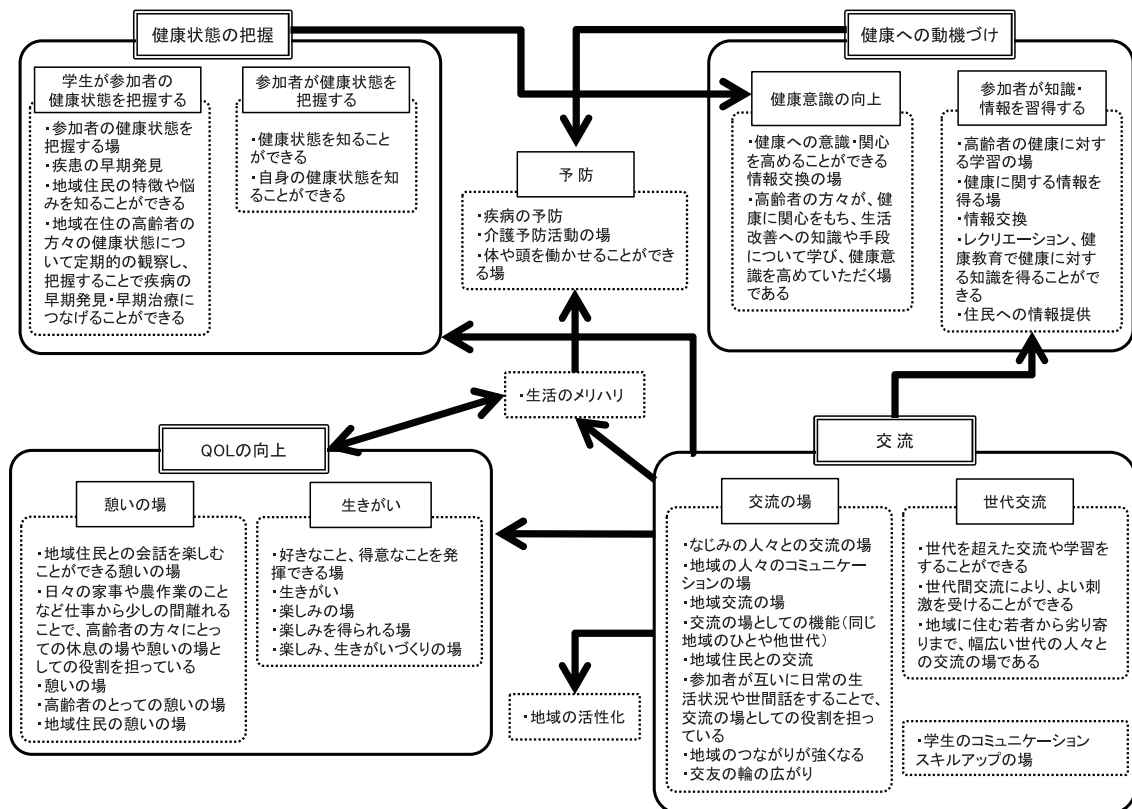 健康状態の把握
学生が参加者の
健康状態を把握する
・参加者の健康状態を
把握する場
・疾患の早期発見
・地域住民の特徴や悩
みを知ることができる
・地域在住の高齢者の
方々の健康状態につ
いて定期的の観察し、
把握することで疾病の
早期発見・早期治療に
つなげることができる
参加者が健康状態を
把握する
・健康状態を知ること
ができる
・自身の健康状態を知
ることができる
予 防
・疾病の予防
・介護予防活動の場
・体や頭を働かせることができ
る場
健康への動機づけ
健康意識の向上
・健康への意識・関心
を高めることができる
情報交換の場
・高齢者の方々が、健
康に関心をもち、生活
改善への知識や手段
について学び、健康意
識を高めていただく場
である
参加者が知識・
情報を習得する
・高齢者の健康に対す
る学習の場
・健康に関する情報を
得る場
・情報交換
・レクリエーション、健
康教育で健康に対す
る知識を得ることがで
きる
・住民への情報提供
・生活のメリハリ
QOLの向上
憩いの場
・地域住民との会話を楽しむ
ことができる憩いの場
・日々の家事や農作業のこと
など仕事から少しの間離れる
ことで、高齢者の方々にとっ
ての休息の場や憩いの場と
しての役割を担っている
・憩いの場
・高齢者のとっての憩いの場
・地域住民の憩いの場
生きがい
・好きなこと、得意なことを発
揮できる場
・生きがい
・楽しみの場
・楽しみを得られる場
・楽しみ、生きがいづくりの場
・地域の活性化
交 流
交流の場
・なじみの人々との交流の場
・地域の人々のコミュニケー
ションの場
・地域交流の場
・交流の場としての機能(同じ
地域のひとや他世代)
・地域住民との交流
・参加者が互いに日常の生
活状況や世間話をすることで、
交流の場としての役割を担っ
ている
・地域のつながりが強くなる
・交友の輪の広がり
世代交流
・世代を超えた交流や学習を
することができる
・世代間交流により、よい刺
激を受けることができる
・地域に住む若者から劣り寄
りまで、幅広い世代の人々と
の交流の場である
・学生のコミュニケーション
スキルアップの場